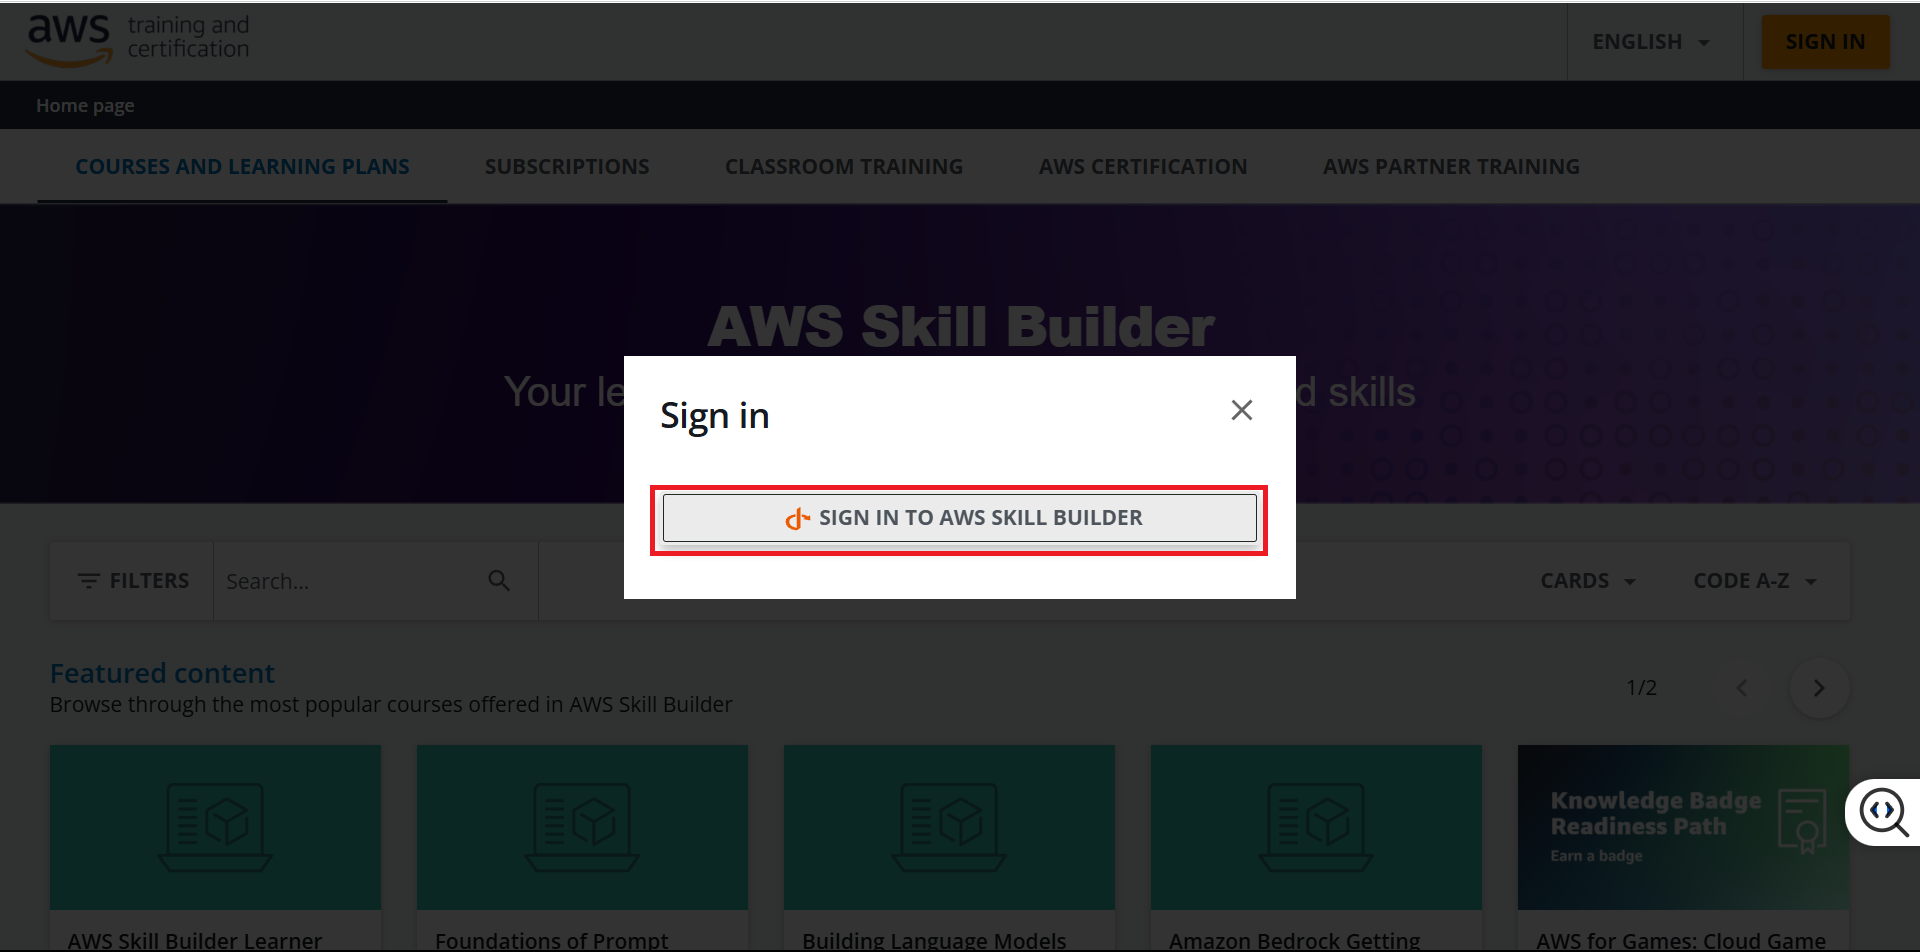 aws training and
certification
ENGLISH
SIGN IN
Home page
COURSES AND LEARNING PLANS
SUBSCRIPTIONS
CLASSROOM TRAINING
AWS CERTIFICATION
AWS PARTNER TRAINING
AWS Skill Builder
Your le
d skills
Sign in
SIGN IN TO AWS SKILL BUILDER
FILTERS
Search...
CARDS
CODE A-Z
Featured content
Browse through the most popular courses offered in AWS Skill Builder
1/2
Knowledge Badge
Readiness Path
Earn a badge
AWS Skill Builder Learner
Foundations of Prompt
Building Language Models
Amazon Bedrock Getting
AWS for Games: Cloud Game